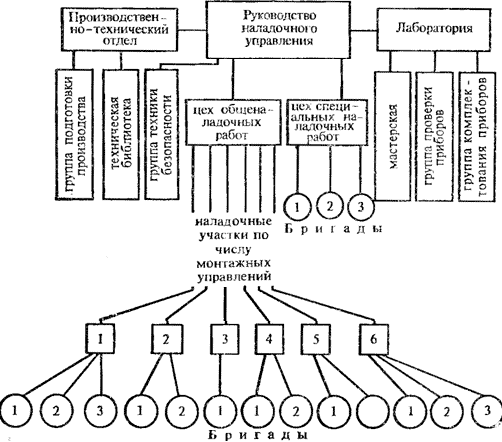 Производствен-
но-технический
отдел
Руководство
наладочного
управления
Лаборатория
группа подготовки
производства
техническая
библиотека
группа техники
безопасности
цех общена-
ладочных
работ
цех специ-
альных на-
ладочных
работ
мастерская
группа проверки
приборов
группа комплек-
тования приборов
1 2 3
Бригады
наладочные
участки по
числу
монтажных
управлений
1 2 3 4 5 6
1 2 3 1 2 1 1 2 1 1 2 3
Бригады